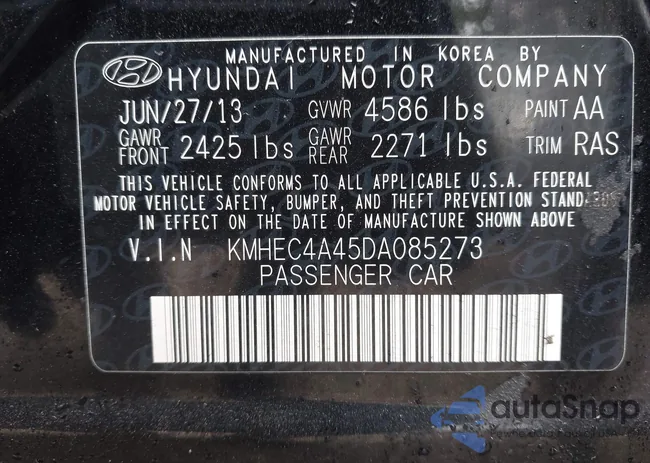 MANUFACTURED IN KOREA BY
HYUNDAI MOTOR COMPANY
JUN/27/13 GVWR 4586 lbs PAINT AA
GAWR FRONT 2425 lbs GAWR REAR 2271 lbs TRIM RAS
THIS VEHICLE CONFORMS TO ALL APPLICABLE U.S.A. FEDERAL
MOTOR VEHICLE SAFETY, BUMPER, AND THEFT PREVENTION STANDARDS
IN EFFECT ON THE DATE OF MANUFACTURE SHOWN ABOVE
V.I.N KMHEC4A45DA085273
PASSENGER CAR
autoSnap